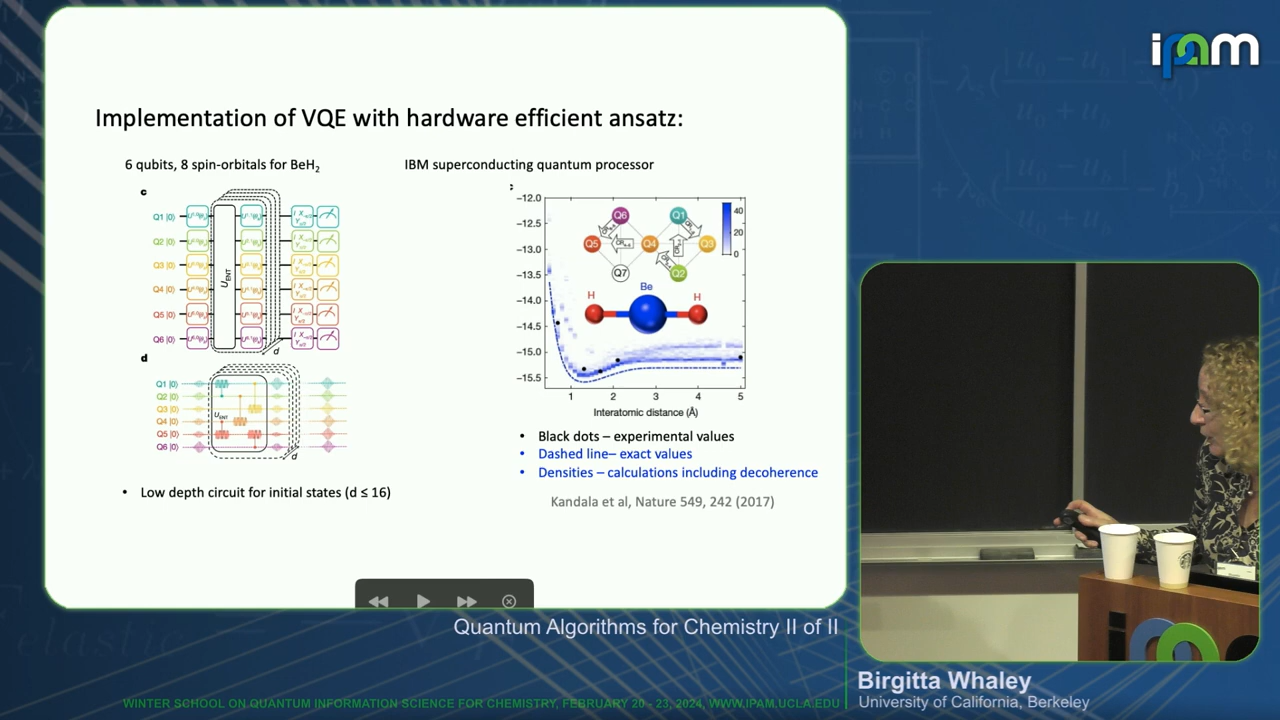 ipam
Implementation of VQE with hardware efficient ansatz:
6 qubits, 8 spin-orbitals for BeH₂
IBM superconducting quantum processor
c
Q1 |0⟩
Q2 |0⟩
Q3 |0⟩
Q4 |0⟩
Q5 |0⟩
Q6 |0⟩
U_ENT
d
d
Q1 |0⟩
Q2 |0⟩
Q3 |0⟩
Q4 |0⟩
Q5 |0⟩
Q6 |0⟩
U_ENT
d
−12.0
−12.5
−13.0
−13.5
−14.0
−14.5
−15.0
−15.5
Q6
Q1
Q5
Q4
Q3
Q7
Q2
40
20
0
H
Be
H
1 2 3 4 5
Interatomic distance (Å)
• Black dots – experimental values
• Dashed line– exact values
• Densities – calculations including decoherence
• Low depth circuit for initial states (d ≤ 16)
Kandala et al, Nature 549, 242 (2017)
Quantum Algorithms for Chemistry II of II
Birgitta Whaley
University of California, Berkeley
WINTER SCHOOL ON QUANTUM INFORMATION SCIENCE FOR CHEMISTRY, FEBRUARY 20 - 23, 2024, WWW.IPAM.UCLA.EDU